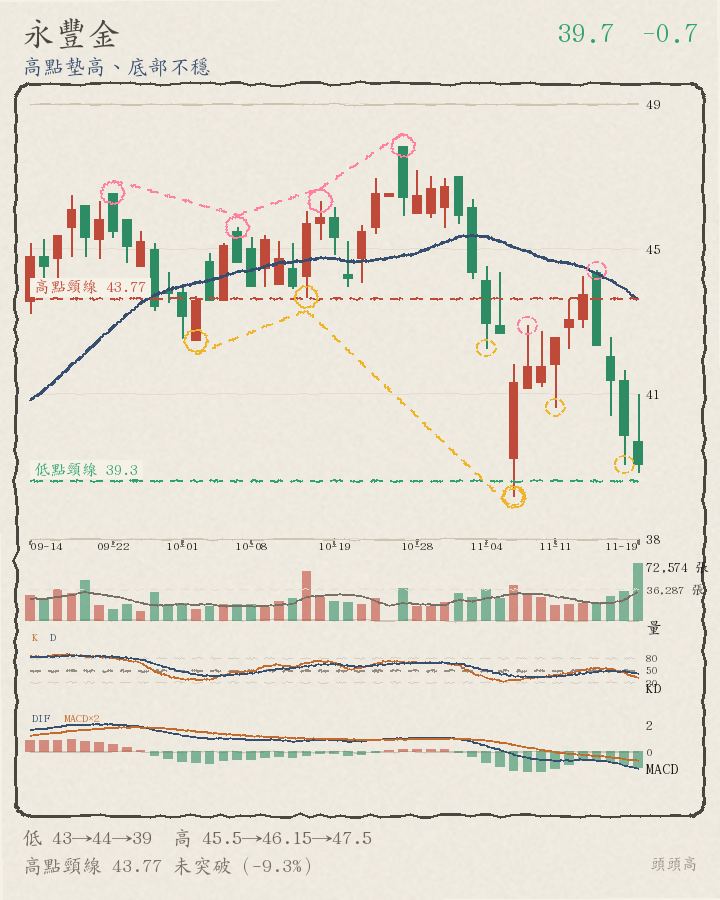 永豐金
39.7 -0.7
高點墊高、底部不穩
49
45
高點頸線 43.77
41
低點頸線 39.3
38
09-14 09-22 10-01 10-08 10-19 10-28 11-04 11-11 11-19
72,574 張
36,287 張
量
K D
80
50
20
KD
DIF MACD×2
2
0
MACD
低 43→44→39 高 45.5→46.15→47.5
高點頸線 43.77 未突破 (-9.3%)
頭頭高